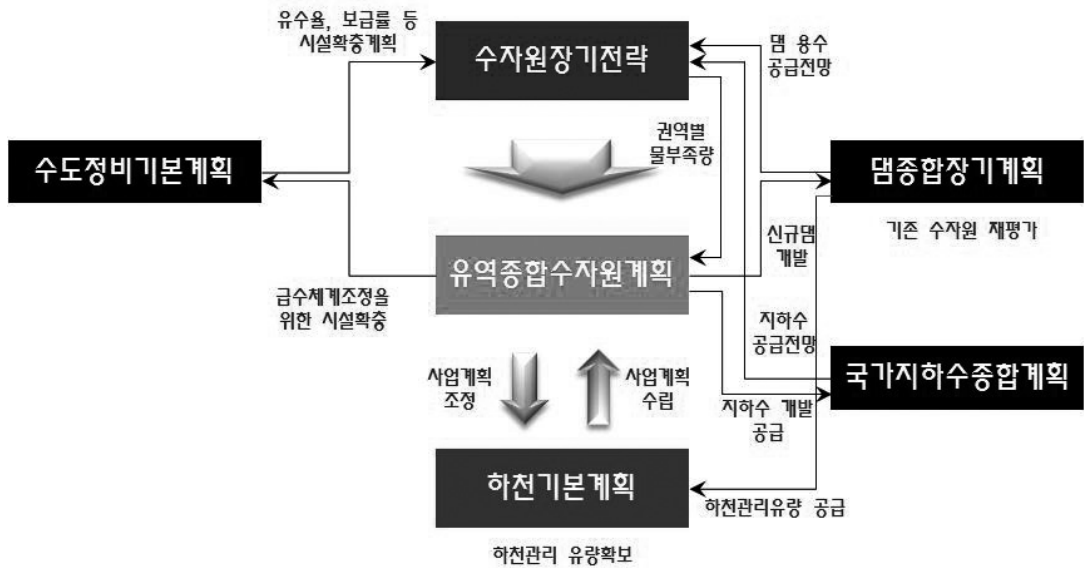 유수율, 보급률 등
시설확충계획
수자원장기전략
댐 용수
공급전망
권역별
물부족량
수도정비기본계획
댐종합장기계획
기존 수자원 재평가
신규댐
개발
유역종합수자원계획
급수체계조정을
위한 시설확충
지하수
공급전망
국가지하수종합계획
사업계획
조정
사업계획
수립
지하수 개발
공급
하천기본계획
하천관리유량 공급
하천관리 유량확보